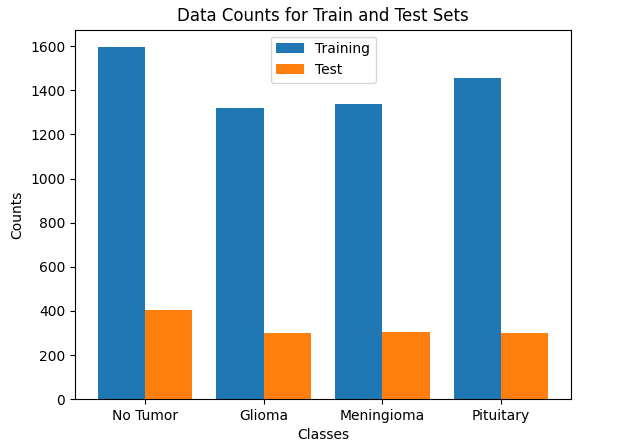 Data Counts for Train and Test Sets
Training
Test
1600
1400
1200
1000
800
600
400
200
0
Counts
No Tumor Glioma Meningioma Pituitary
Classes